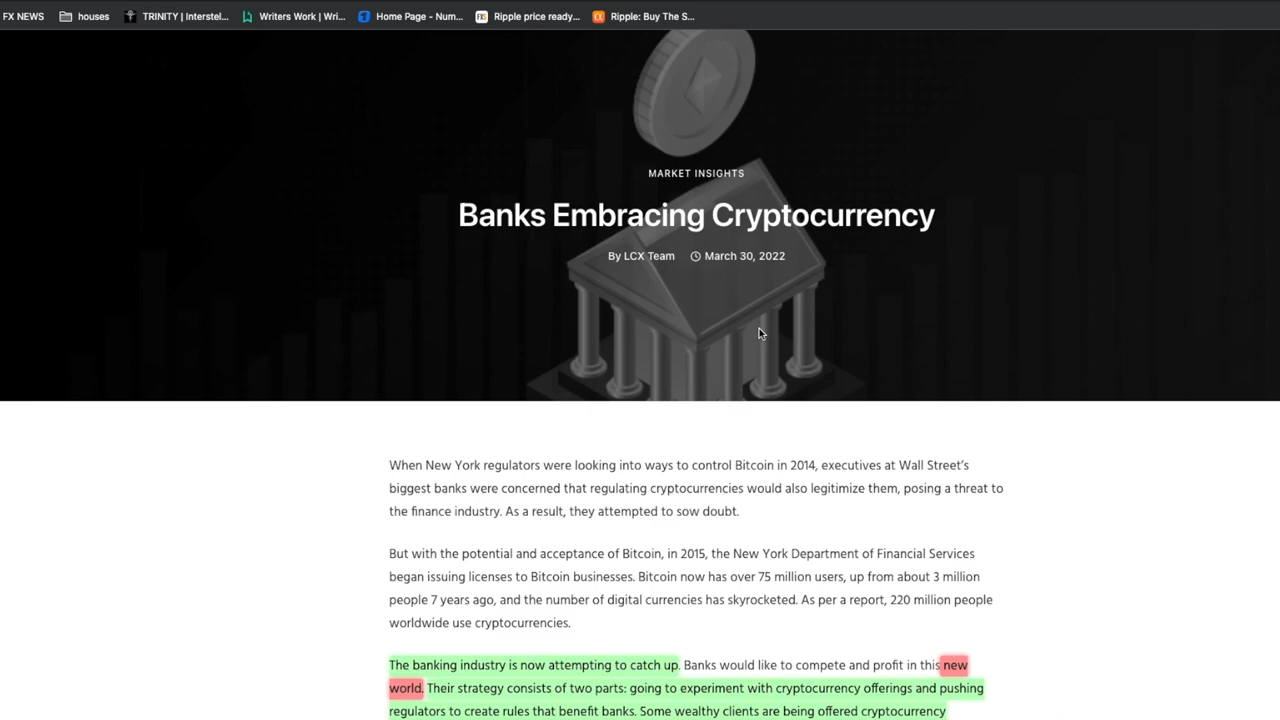 FX NEWS houses TRINITY | Interstel... Writers Work | Wri... Home Page - Num... FXS Ripple price ready... α Ripple: Buy The S...
MARKET INSIGHTS
Banks Embracing Cryptocurrency
By LCX Team March 30, 2022
When New York regulators were looking into ways to control Bitcoin in 2014, executives at Wall Street’s
biggest banks were concerned that regulating cryptocurrencies would also legitimize them, posing a threat to
the finance industry. As a result, they attempted to sow doubt.
But with the potential and acceptance of Bitcoin, in 2015, the New York Department of Financial Services
began issuing licenses to Bitcoin businesses. Bitcoin now has over 75 million users, up from about 3 million
people 7 years ago, and the number of digital currencies has skyrocketed. As per a report, 220 million people
worldwide use cryptocurrencies.
The banking industry is now attempting to catch up. Banks would like to compete and profit in this new
world. Their strategy consists of two parts: going to experiment with cryptocurrency offerings and pushing
regulators to create rules that benefit banks. Some wealthy clients are being offered cryptocurrency